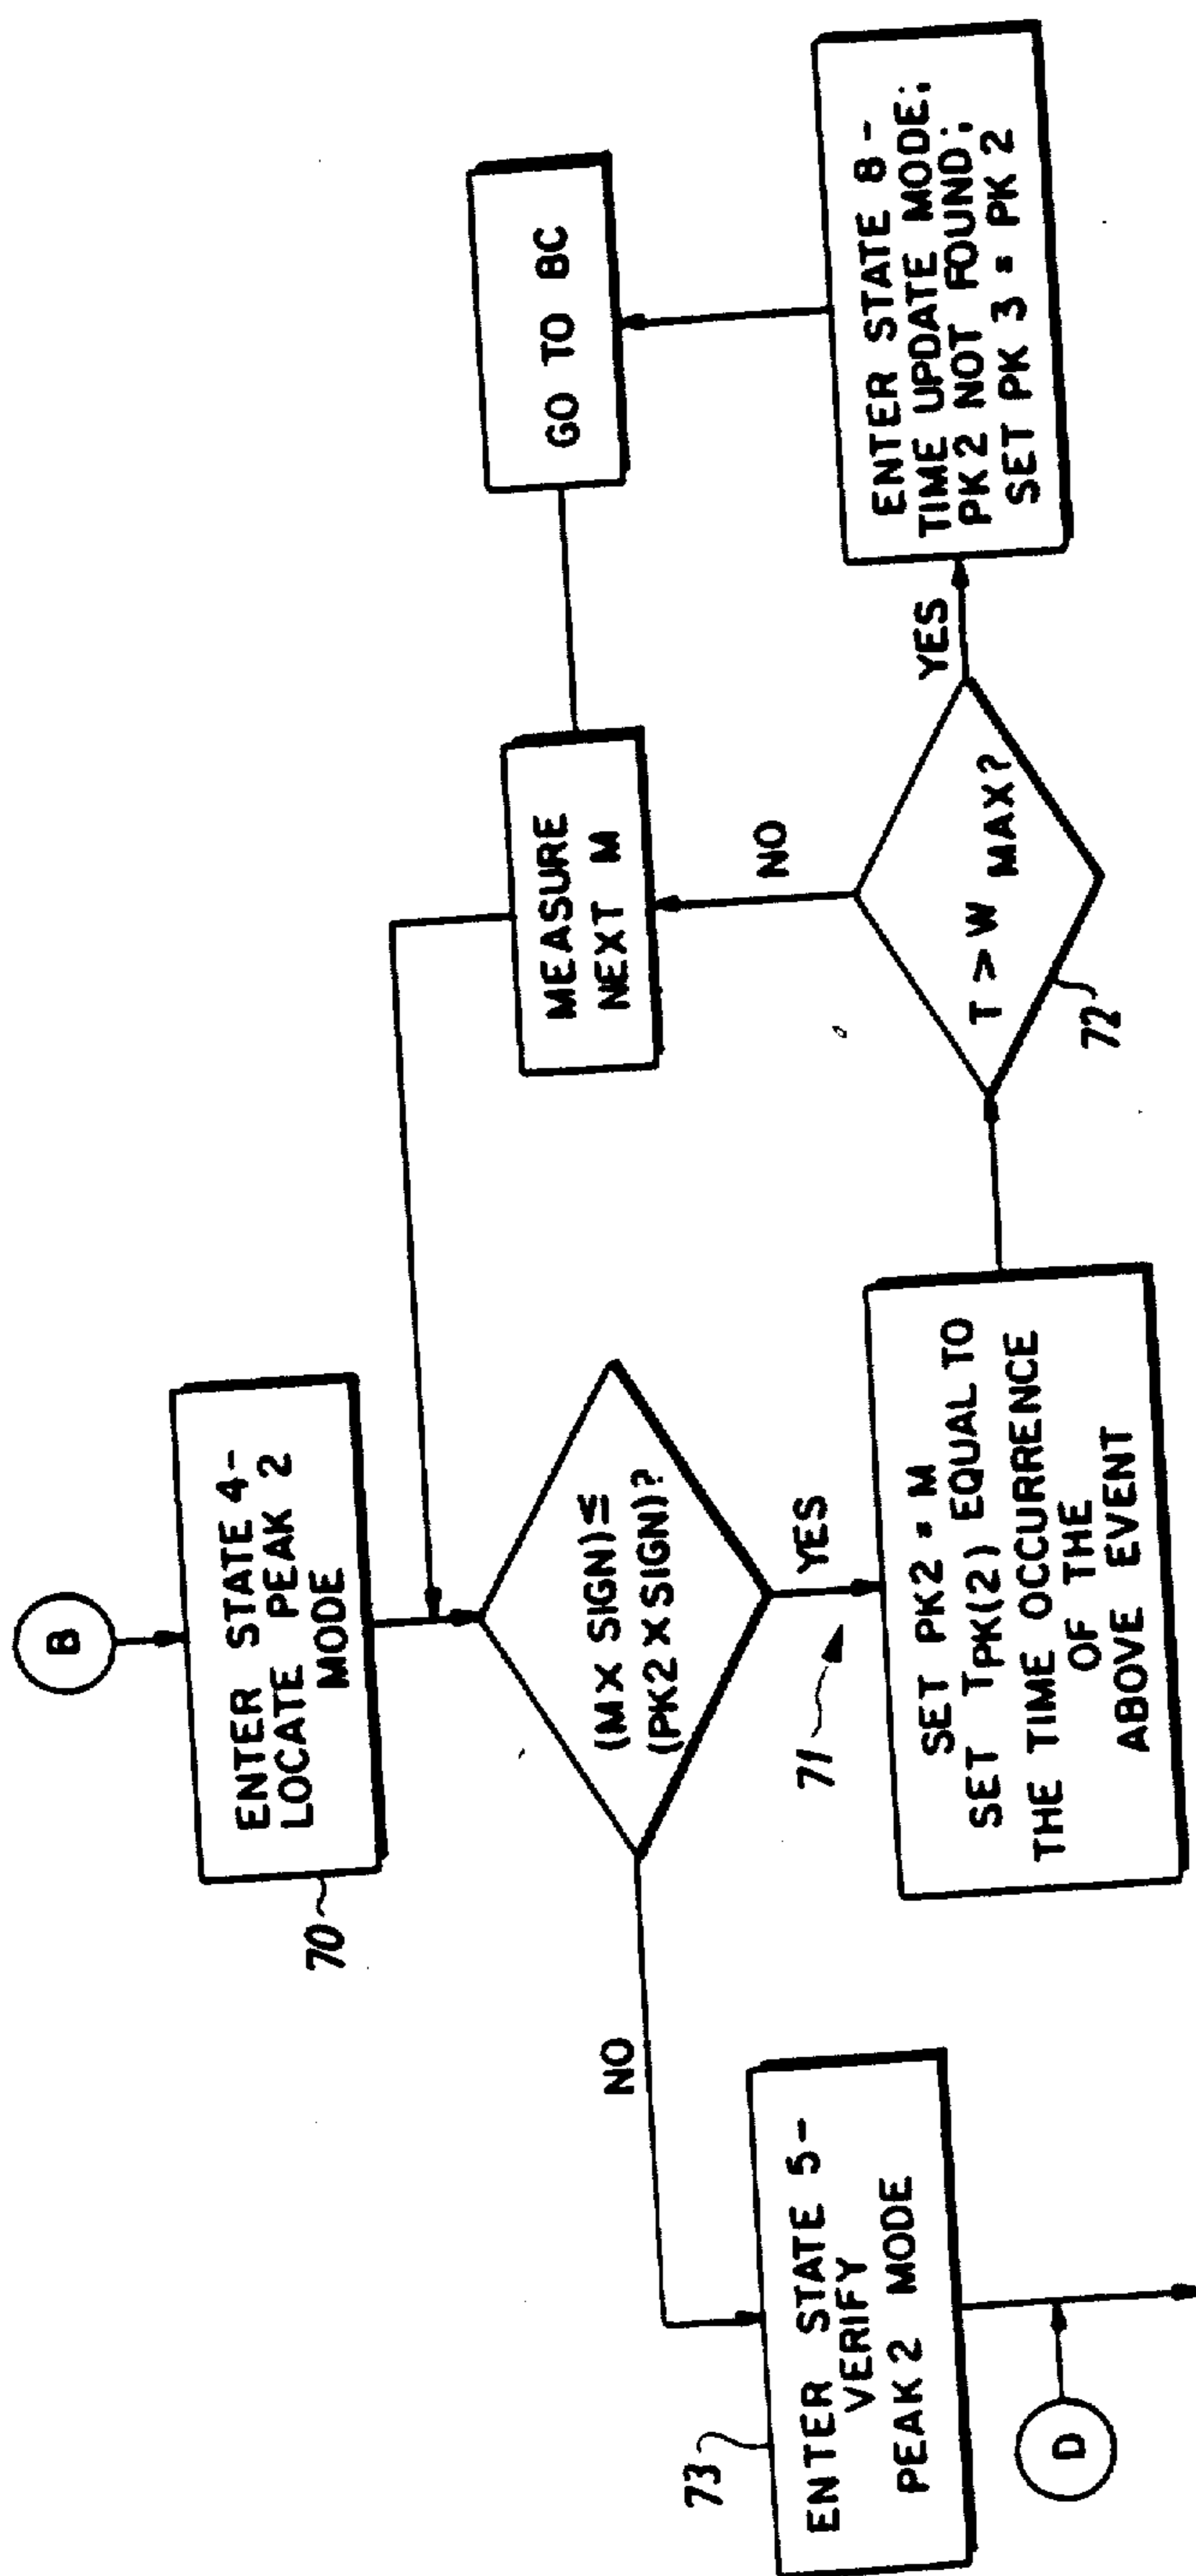 B
ENTER STATE 4-
LOCATE PEAK 2
MODE
70
(M X SIGN) ≤
(PK2 X SIGN)?
NO
YES
71
SET PK2 = M
SET TPK(2) EQUAL TO
THE TIME OCCURRENCE
OF THE
ABOVE EVENT
T > W MAX?
72
NO
YES
MEASURE
NEXT M
GO TO BC
ENTER STATE 8-
TIME UPDATE MODE;
PK2 NOT FOUND;
SET PK 3 = PK 2
ENTER STATE 5-
VERIFY
PEAK 2 MODE
73
D